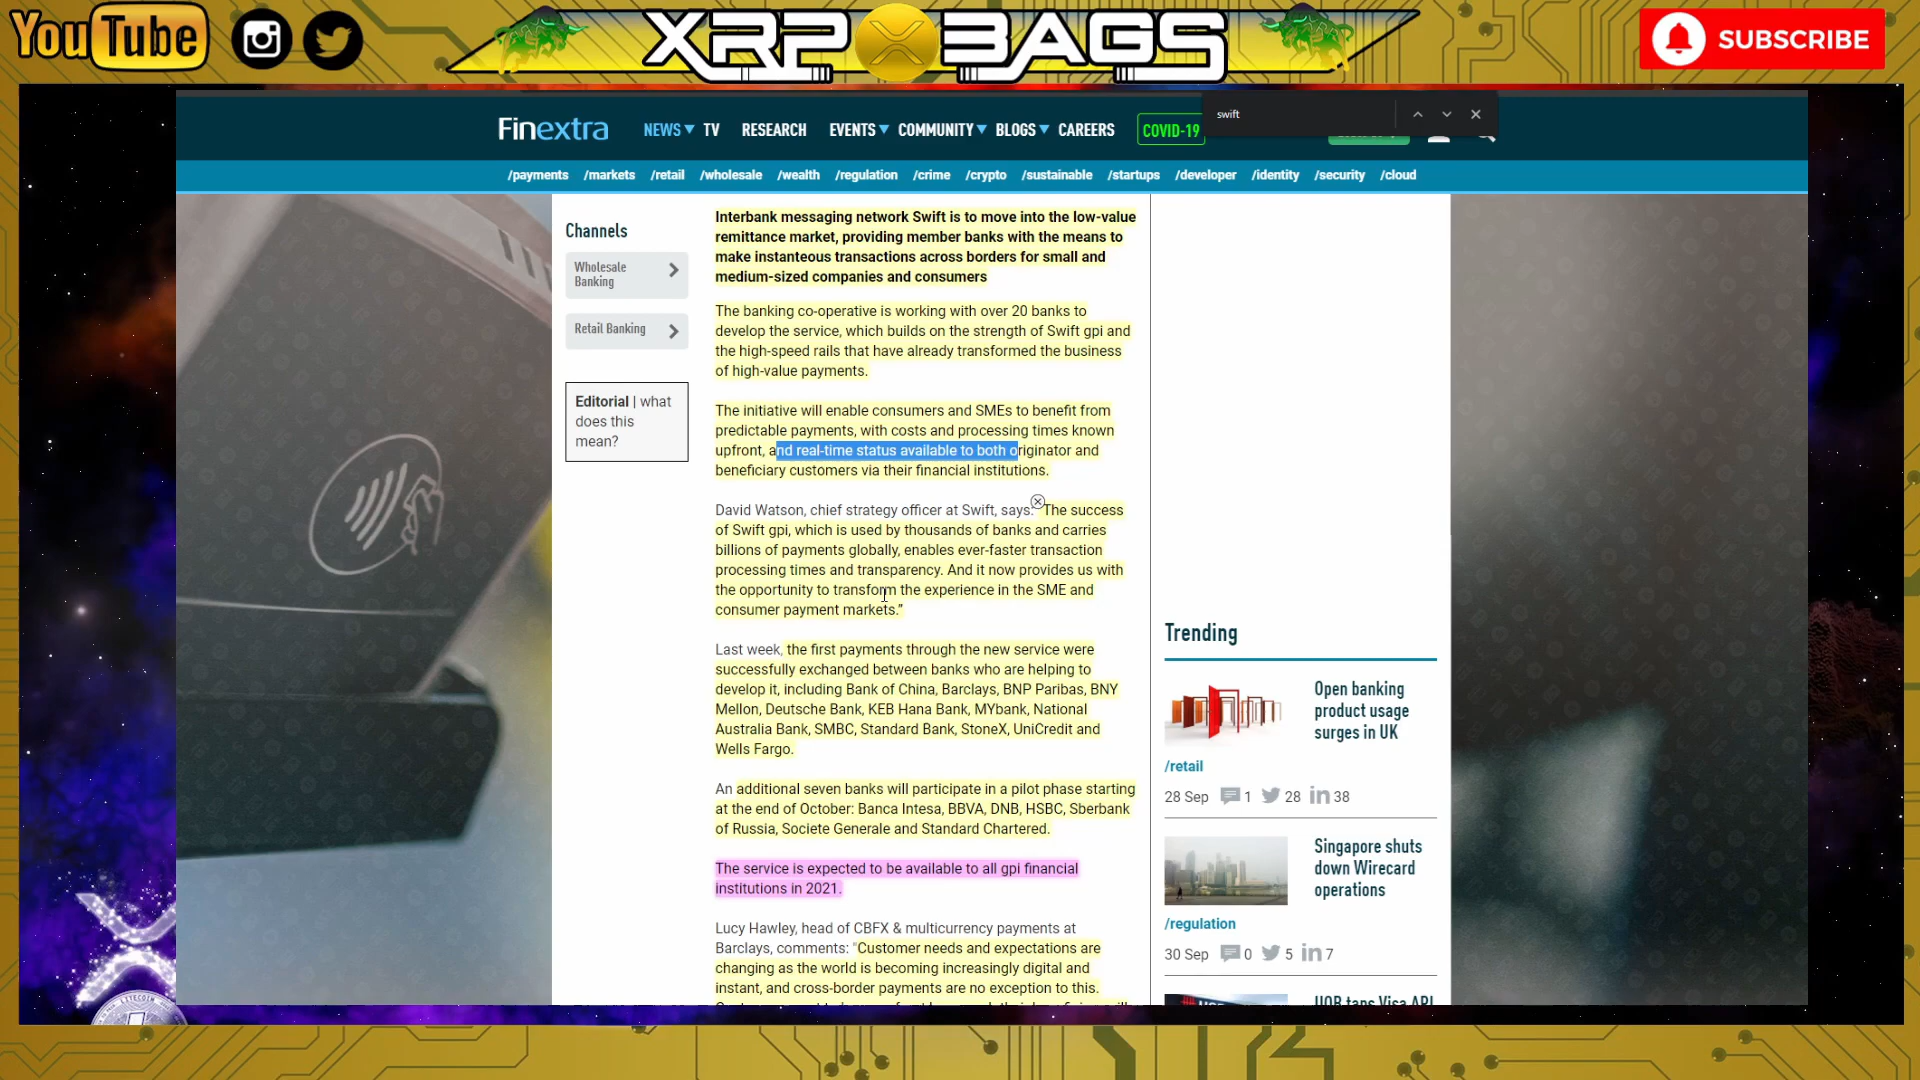 YouTube
XRP BAGS
SUBSCRIBE
swift
Finextra
NEWS TV RESEARCH EVENTS COMMUNITY BLOGS CAREERS COVID-19
/payments /markets /retail /wholesale /wealth /regulation /crime /crypto /sustainable /startups /developer /identity /security /cloud
Channels
Wholesale
Banking
Retail Banking
Editorial | what
does this
mean?
Interbank messaging network Swift is to move into the low-value
remittance market, providing member banks with the means to
make instanteous transactions across borders for small and
medium-sized companies and consumers
The banking co-operative is working with over 20 banks to
develop the service, which builds on the strength of Swift gpi and
the high-speed rails that have already transformed the business
of high-value payments.
The initiative will enable consumers and SMEs to benefit from
predictable payments, with costs and processing times known
upfront, and real-time status available to both originator and
beneficiary customers via their financial institutions.
David Watson, chief strategy officer at Swift, says: "The success
of Swift gpi, which is used by thousands of banks and carries
billions of payments globally, enables ever-faster transaction
processing times and transparency. And it now provides us with
the opportunity to transform the experience in the SME and
consumer payment markets.”
Last week, the first payments through the new service were
successfully exchanged between banks who are helping to
develop it, including Bank of China, Barclays, BNP Paribas, BNY
Mellon, Deutsche Bank, KEB Hana Bank, MYbank, National
Australia Bank, SMBC, Standard Bank, StoneX, UniCredit and
Wells Fargo.
An additional seven banks will participate in a pilot phase starting
at the end of October: Banca Intesa, BBVA, DNB, HSBC, Sberbank
of Russia, Societe Generale and Standard Chartered.
The service is expected to be available to all gpi financial
institutions in 2021.
Lucy Hawley, head of CBFX & multicurrency payments at
Barclays, comments: "Customer needs and expectations are
changing as the world is becoming increasingly digital and
instant, and cross-border payments are no exception to this.
Trending
Open banking
product usage
surges in UK
/retail
28 Sep 1 28 38
Singapore shuts
down Wirecard
operations
/regulation
30 Sep 0 5 7
UOB taps Visa API
LITECOIN